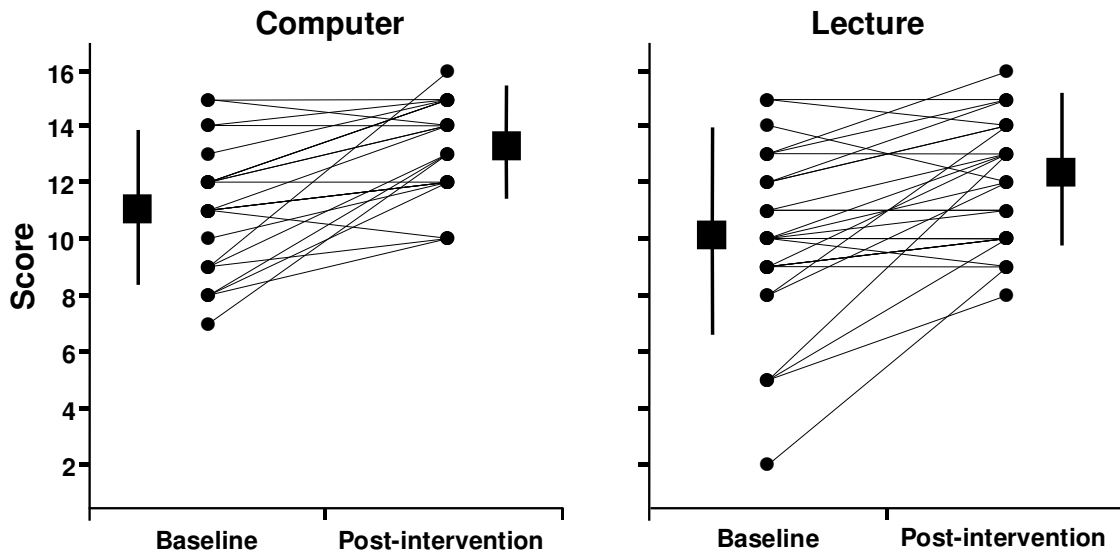 Computer
Lecture
Score
16
14
12
10
8
6
4
2
Baseline
Post-intervention
Baseline
Post-intervention